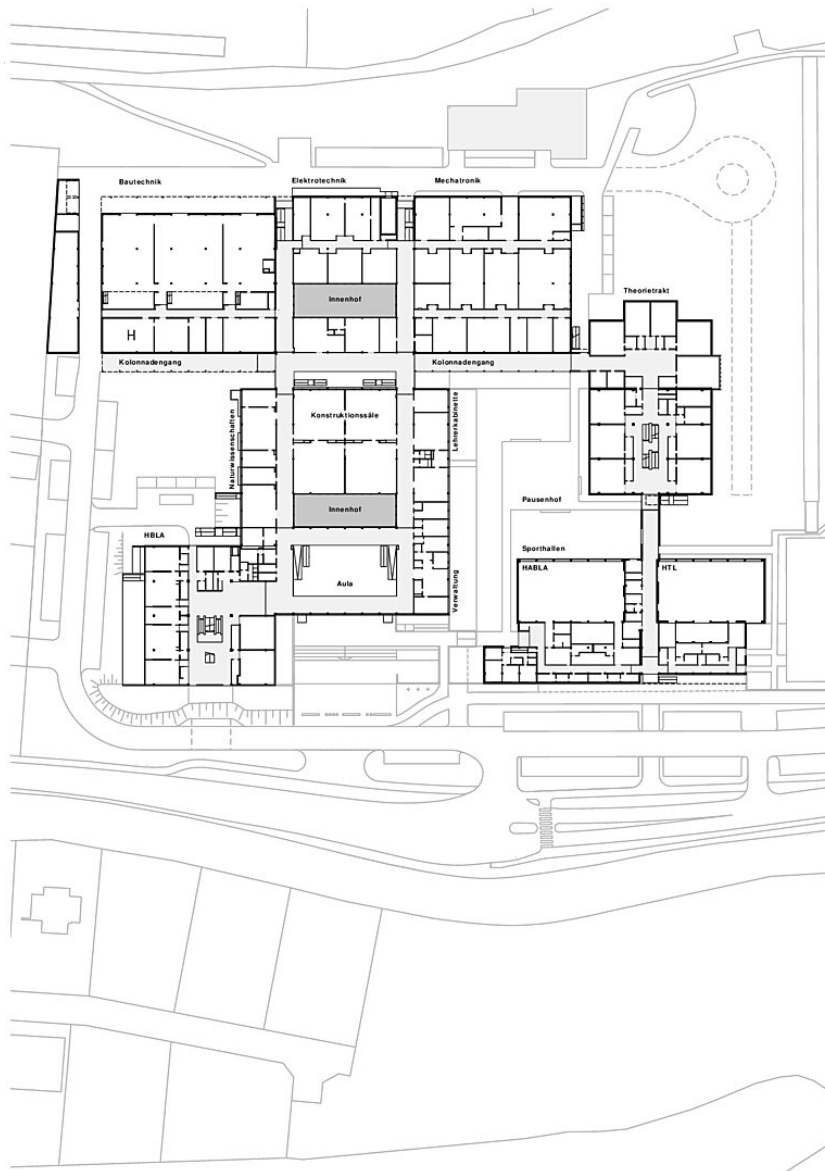 Bautechnik
Elektrotechnik
Mechatronik
Theorietrakt
Innenhof
Kolonnadengang
Kolonnadengang
Naturwissenschaften
Konstruktionssäle
Lehrerkabinette
Innenhof
Pausenhof
HBLA
Sporthallen
HABLA
HTL
Aula
Verwaltung